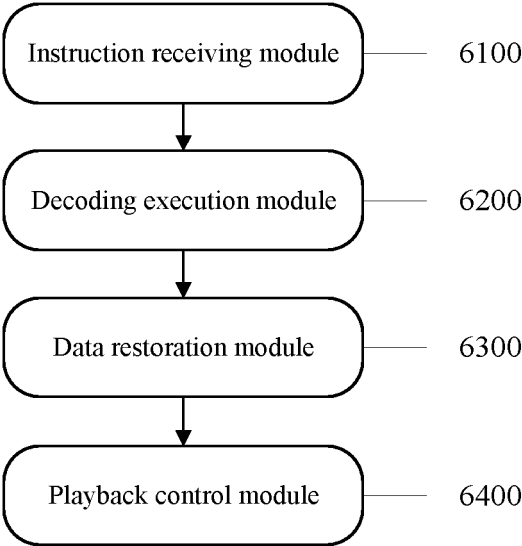 Instruction receiving module 6100
Decoding execution module 6200
Data restoration module 6300
Playback control module 6400